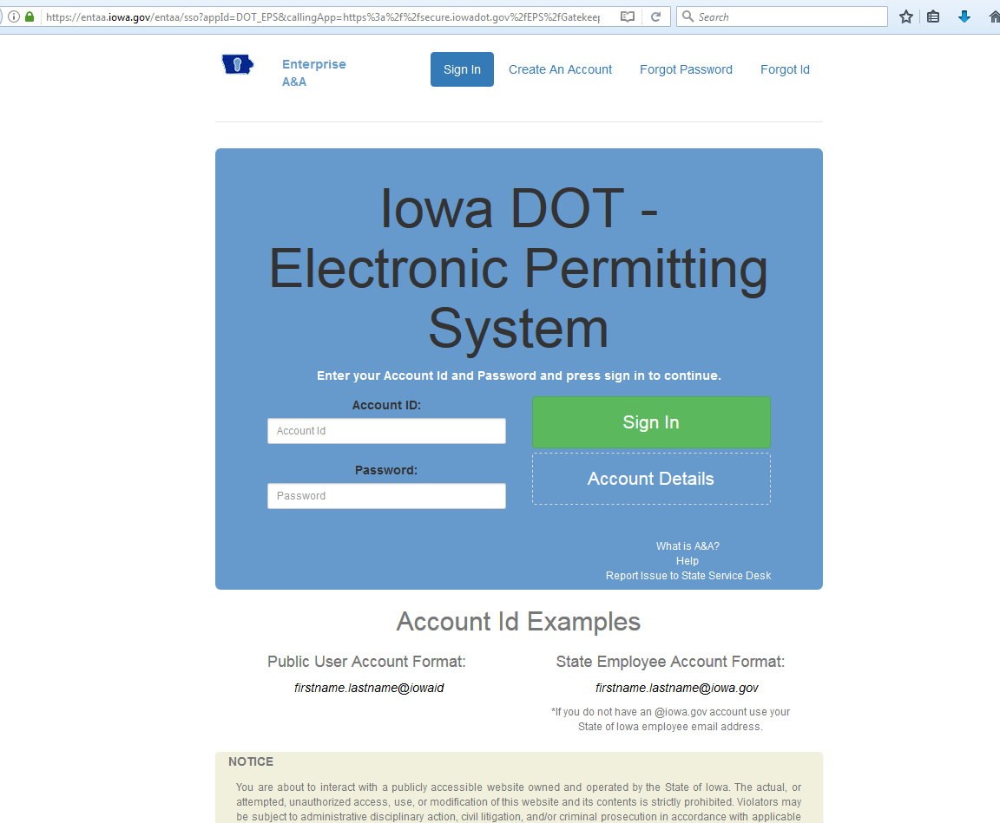 https://entaa.iowa.gov/entaa/sso?appId=DOT_EPS&callingApp=https%3a%2f%2fsecure.iowadot.gov%2fEPS%2fGatekeep
Search
Enterprise
A&A
Sign In
Create An Account
Forgot Password
Forgot Id
Iowa DOT -
Electronic Permitting
System
Enter your Account Id and Password and press sign in to continue.
Account ID:
Account Id
Password:
Password
Sign In
Account Details
What is A&A?
Help
Report Issue to State Service Desk
Account Id Examples
Public User Account Format:
firstname.lastname@iowaid
State Employee Account Format:
firstname.lastname@iowa.gov
*If you do not have an @iowa.gov account use your
State of Iowa employee email address.
NOTICE
You are about to interact with a publicly accessible website owned and operated by the State of Iowa. The actual, or
attempted, unauthorized access, use, or modification of this website and its contents is strictly prohibited. Violators may
be subject to administrative disciplinary action, civil litigation, and/or criminal prosecution in accordance with applicable